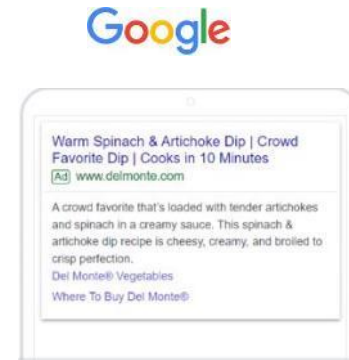 Google
Warm Spinach & Artichoke Dip | Crowd
Favorite Dip | Cooks in 10 Minutes
Ad www.delmonte.com
A crowd favorite that's loaded with tender artichokes
and spinach in a creamy sauce. This spinach &
artichoke dip recipe is cheesy, creamy, and broiled to
crisp perfection.
Del Monte® Vegetables
Where To Buy Del Monte®